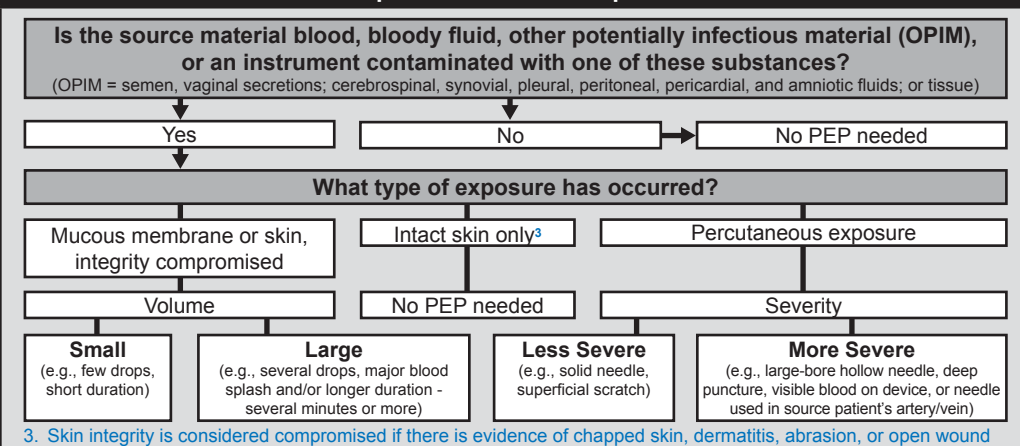 Is the source material blood, bloody fluid, other potentially infectious material (OPIM),
or an instrument contaminated with one of these substances?
(OPIM = semen, vaginal secretions; cerebrospinal, synovial, pleural, peritoneal, pericardial, and amniotic fluids; or tissue)
Yes
No
No PEP needed
What type of exposure has occurred?
Mucous membrane or skin,
integrity compromised
Intact skin only3
Percutaneous exposure
Volume
No PEP needed
Severity
Small
(e.g., few drops,
short duration)
Large
(e.g., several drops, major blood
splash and/or longer duration -
several minutes or more)
Less Severe
(e.g., solid needle,
superficial scratch)
More Severe
(e.g., large-bore hollow needle, deep
puncture, visible blood on device, or needle
used in source patient's artery/vein)
3. Skin integrity is considered compromised if there is evidence of chapped skin, dermatitis, abrasion, or open wound